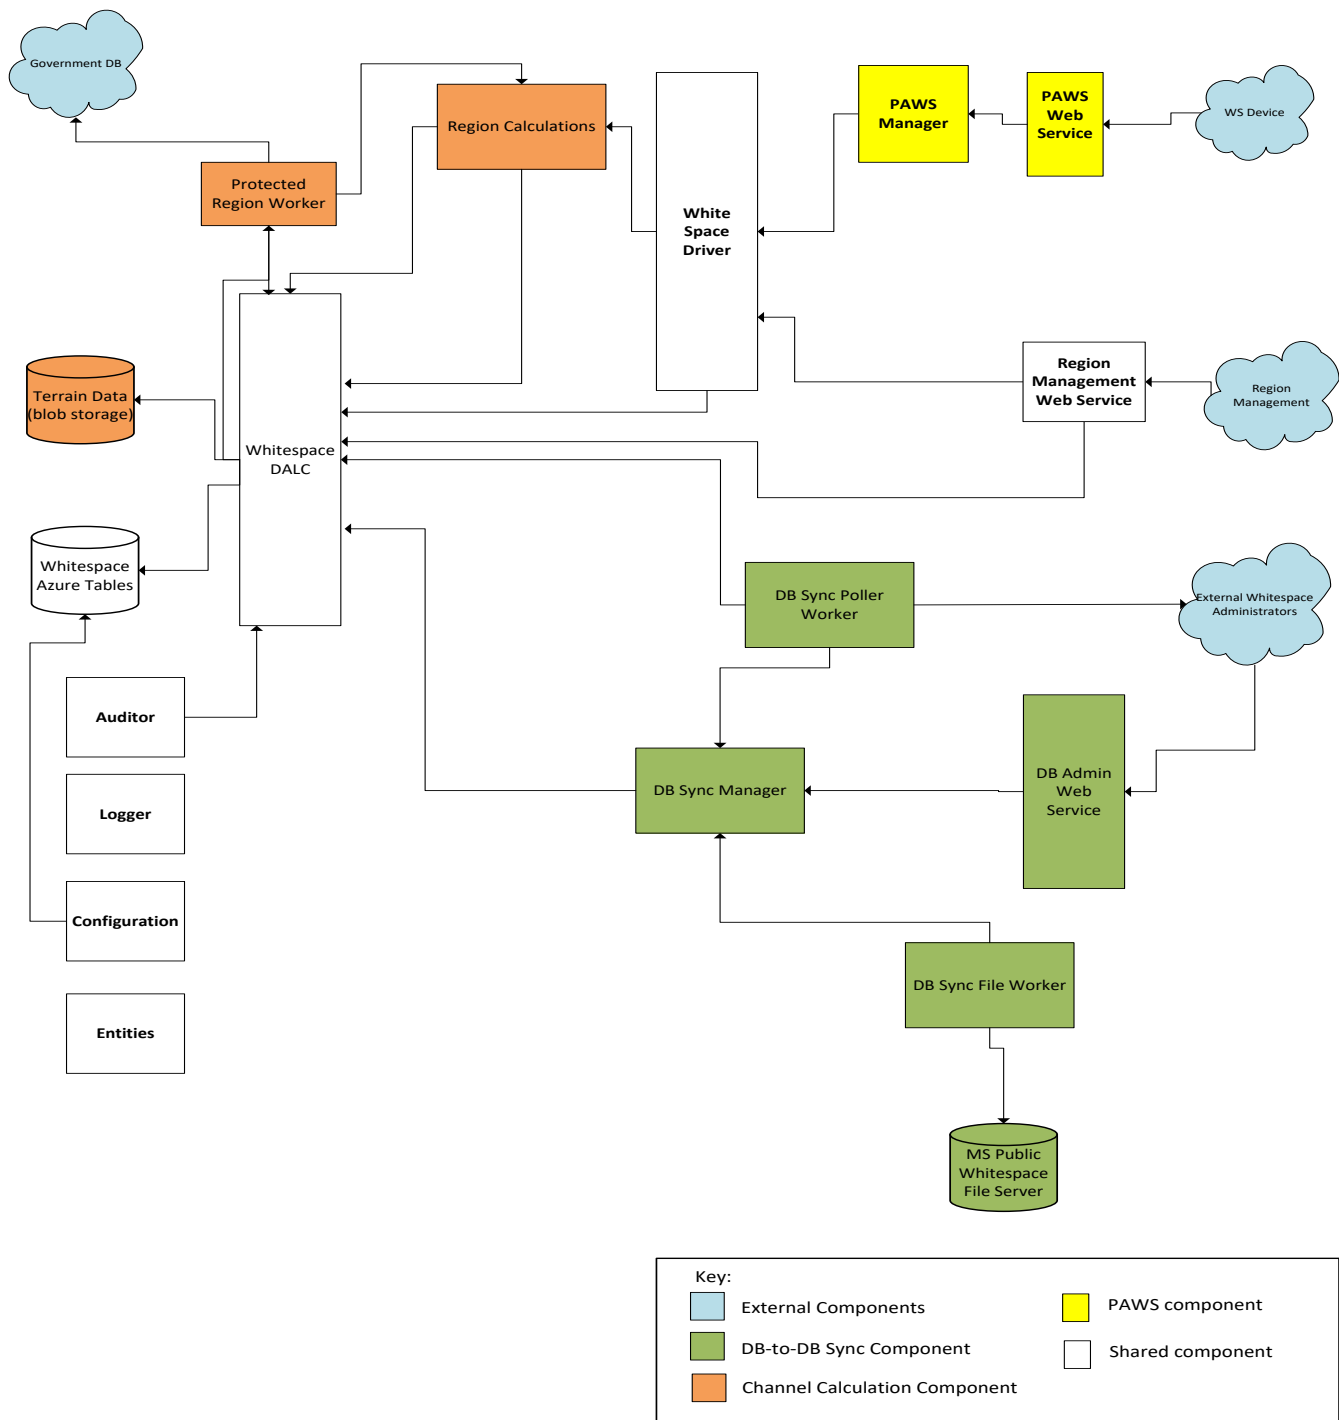 Government DB
Region Calculations
PAWS
Manager
PAWS
Web
Service
WS Device
Protected
Region Worker
White
Space
Driver
Terrain Data
(blob storage)
Whitespace
DALC
Region
Management
Web Service
Region
Management
Whitespace
Azure Tables
DB Sync Poller
Worker
External Whitespace
Administrators
Auditor
Logger
Configuration
Entities
DB Sync Manager
DB Admin
Web
Service
DB Sync File Worker
MS Public
Whitespace
File Server
Key:
External Components
PAWS component
DB-to-DB Sync Component
Shared component
Channel Calculation Component